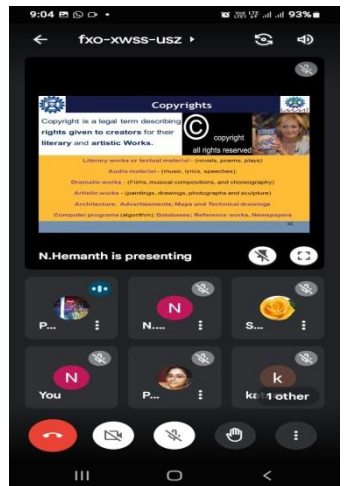 9:04
93%
fxo-xwss-usz
Copyrights
Copyright is a legal term describing
rights given to creators for their
literary and artistic Works.
C
copyright
all rights reserved
Literary works or textual material - (novels, poems, plays)
Audio material - (music, lyrics, speeches);
Dramatic works - (Films, musical compositions, and choreography)
Artistic works - (paintings, drawings, photographs and sculpture)
Architecture; Advertisements; Maps and Technical drawings
Computer programs (algorithm); Databases; Reference works, Newspapers
N.Hemanth is presenting
P...
N
N....
S...
N
You
P...
k
1 other